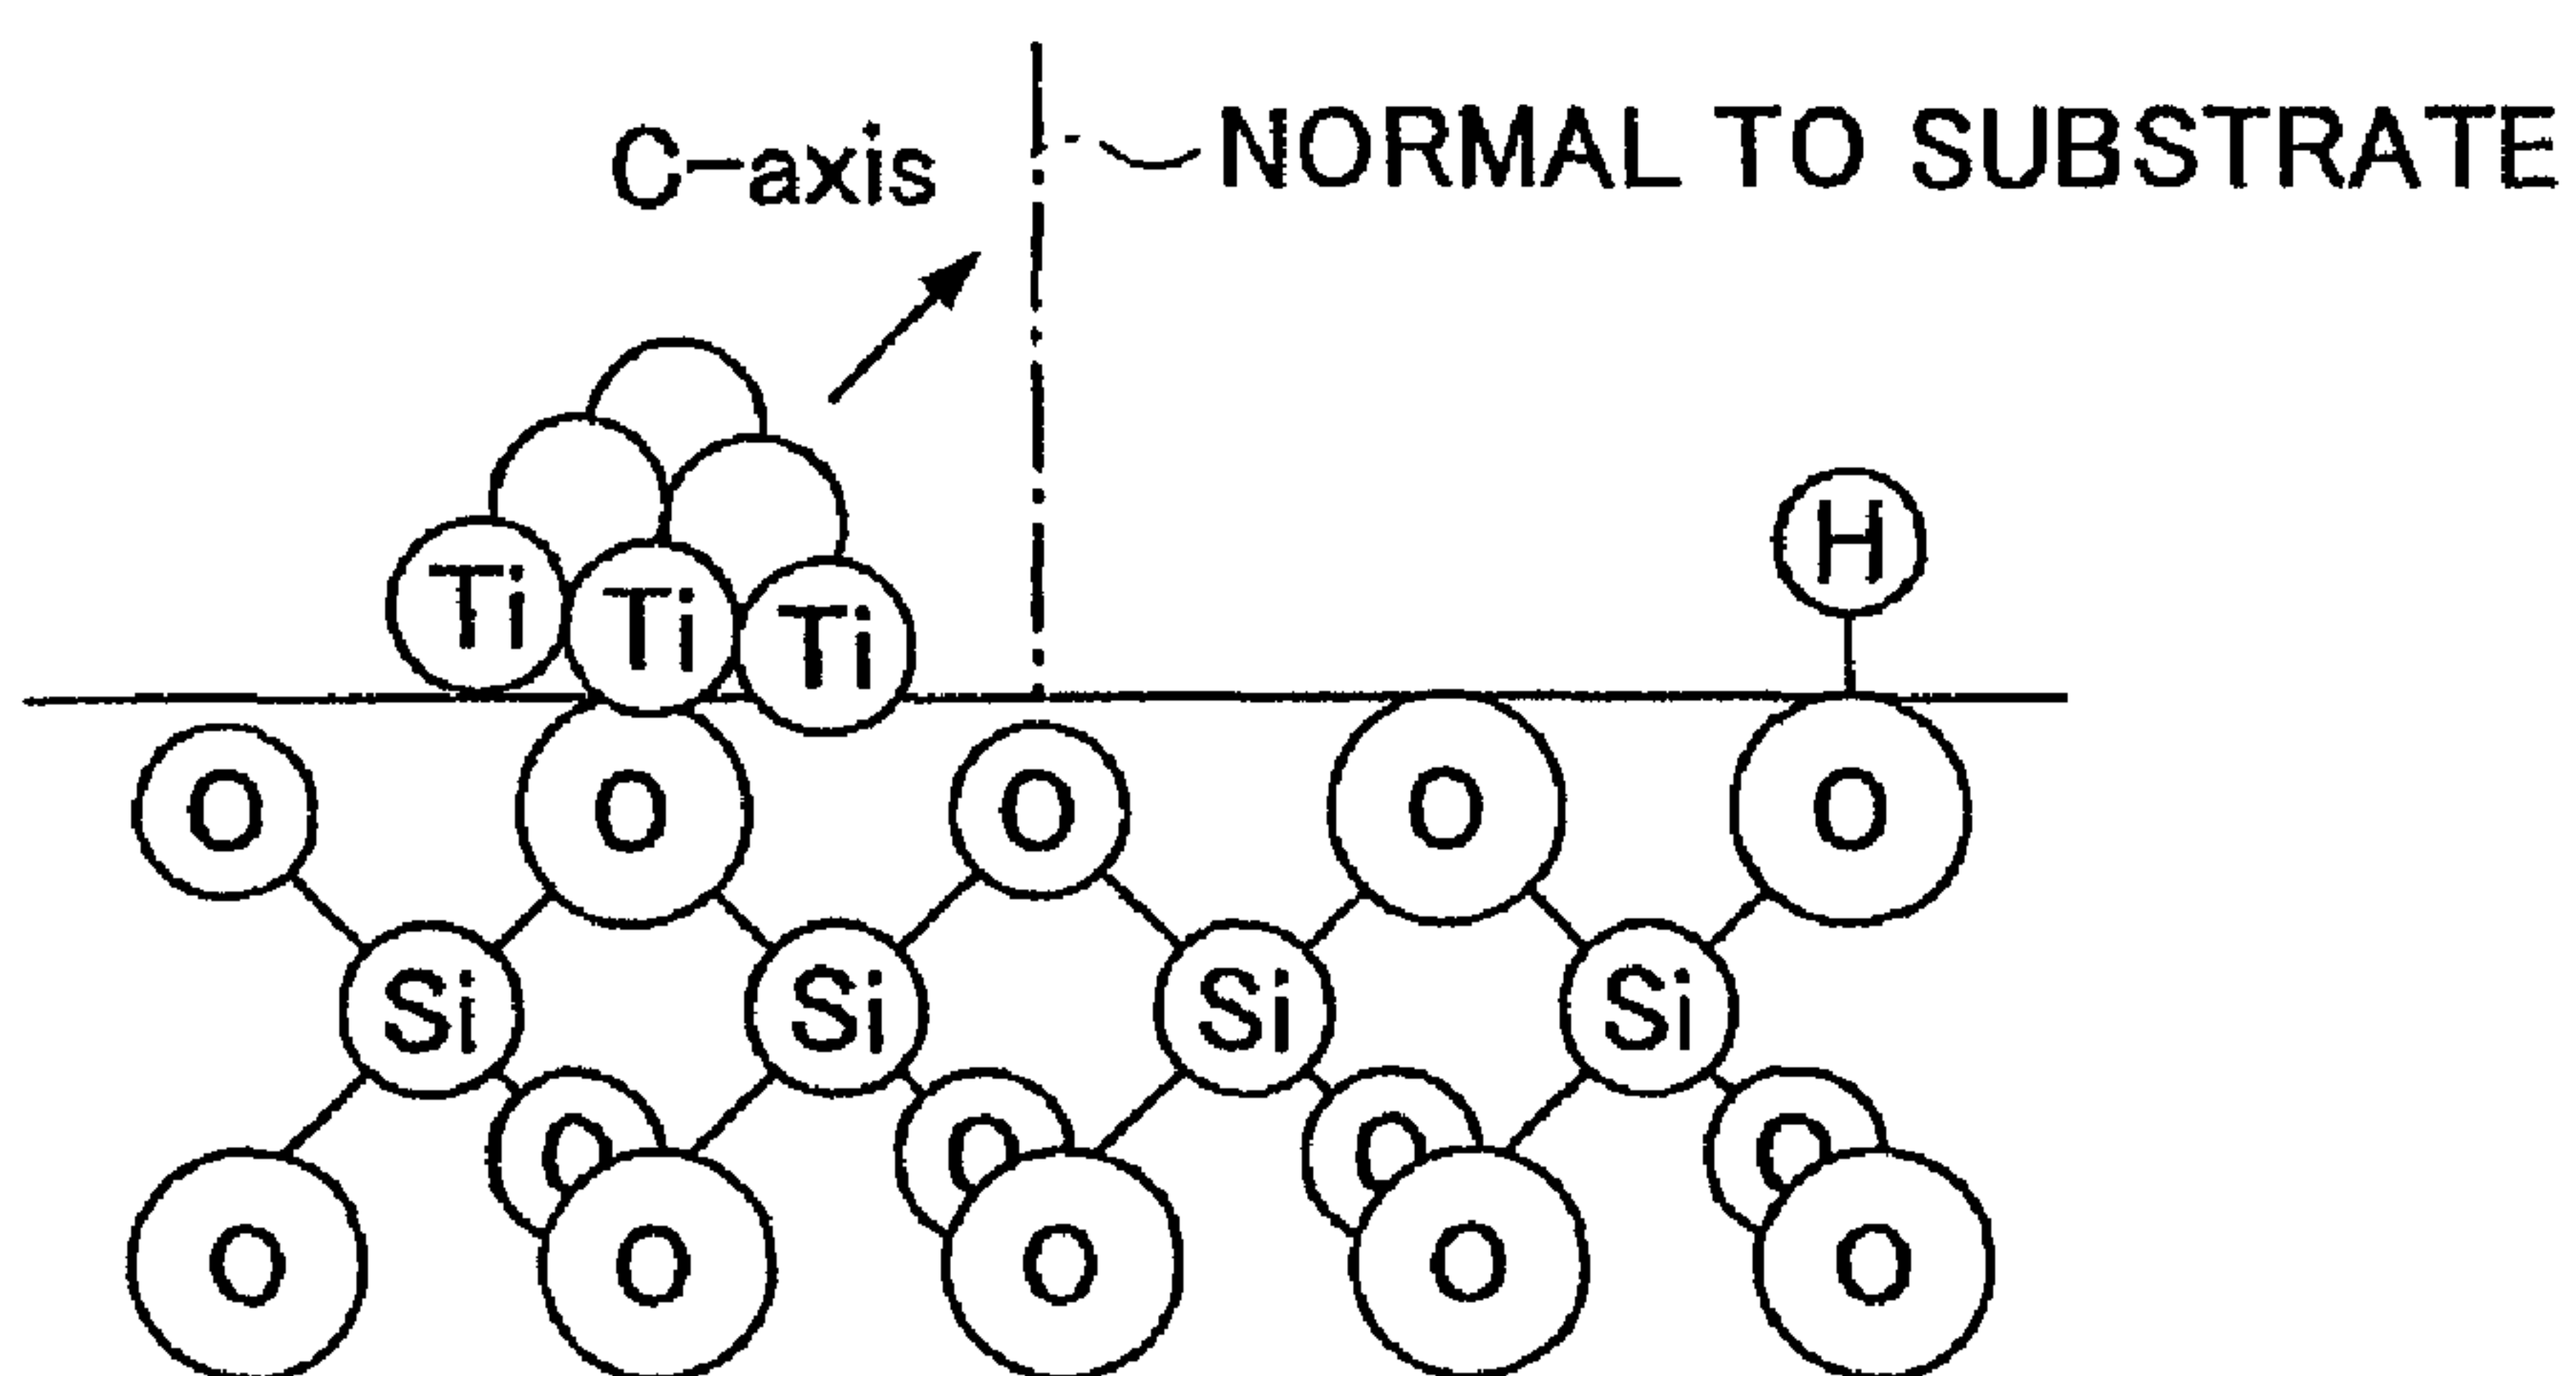 NORMAL TO SUBSTRATE
C-axis
H
Ti Ti Ti
O O O O O
Si Si Si Si
O O O O
O O O O O